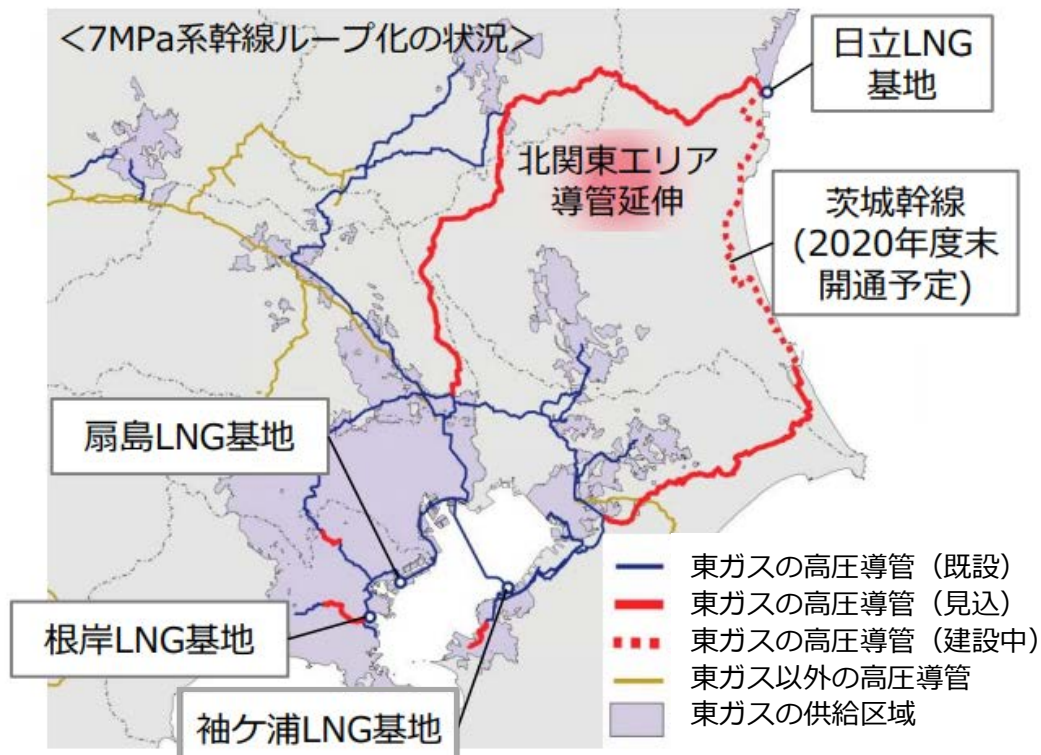 <7MPa系幹線ループ化の状況>
日立LNG
基地
北関東エリア
導管延伸
茨城幹線
(2020年度末
開通予定)
扇島LNG基地
根岸LNG基地
袖ケ浦LNG基地
東ガスの高圧導管（既設）
東ガスの高圧導管（見込）
東ガスの高圧導管（建設中）
東ガス以外の高圧導管
東ガスの供給区域